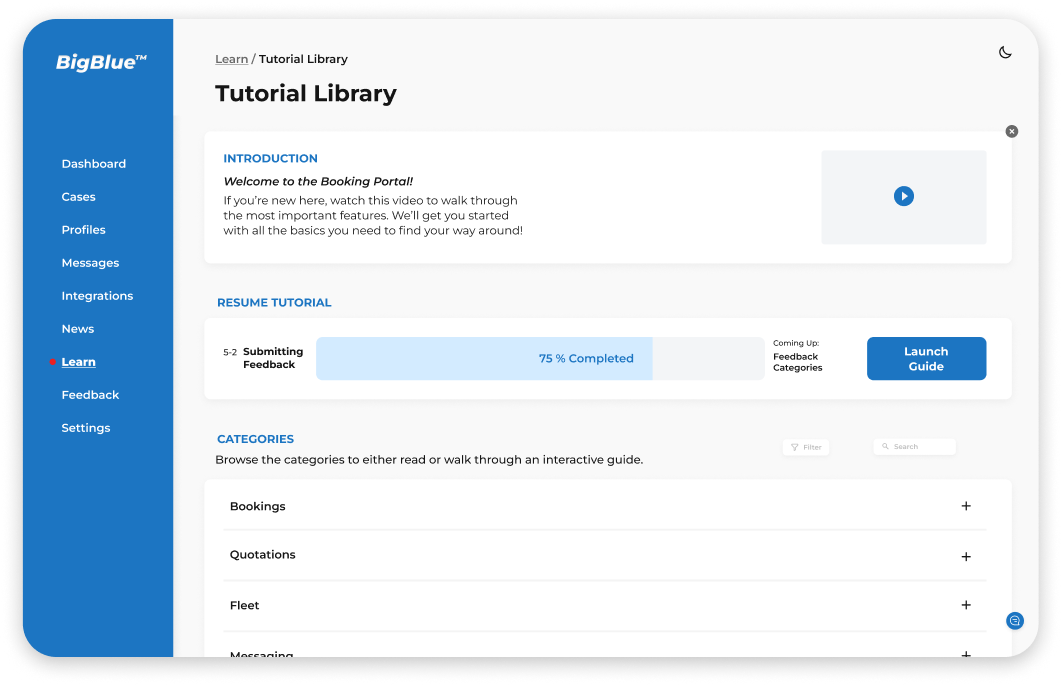 BigBlue™
Dashboard
Cases
Profiles
Messages
Integrations
News
Learn
Feedback
Settings
Learn / Tutorial Library
Tutorial Library
INTRODUCTION
Welcome to the Booking Portal!
If you're new here, watch this video to walk through
the most important features. We'll get you started
with all the basics you need to find your way around!
RESUME TUTORIAL
5-2 Submitting
Feedback
75 % Completed
Coming Up:
Feedback
Categories
Launch
Guide
CATEGORIES
Browse the categories to either read or walk through an interactive guide.
Filter
Search
Bookings
Quotations
Fleet
Messaging